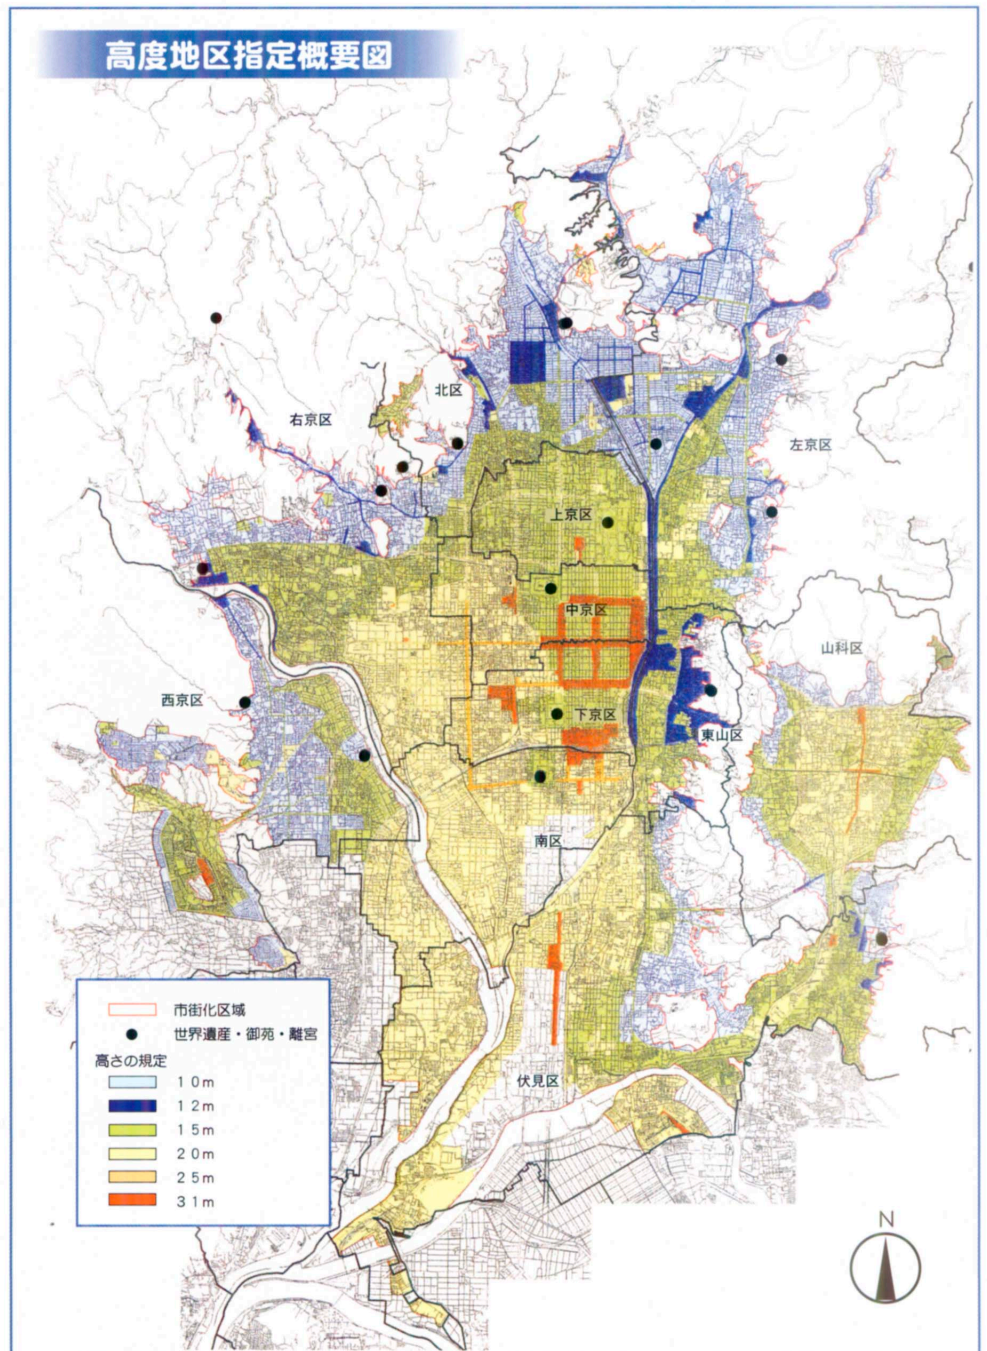 高度地区指定概要図
北区
右京区
左京区
上京区
中京区
山科区
西京区
下京区
東山区
南区
伏見区
市街化区域
世界遺産・御苑・離宮
高さの規定
10m
12m
15m
20m
25m
31m
N